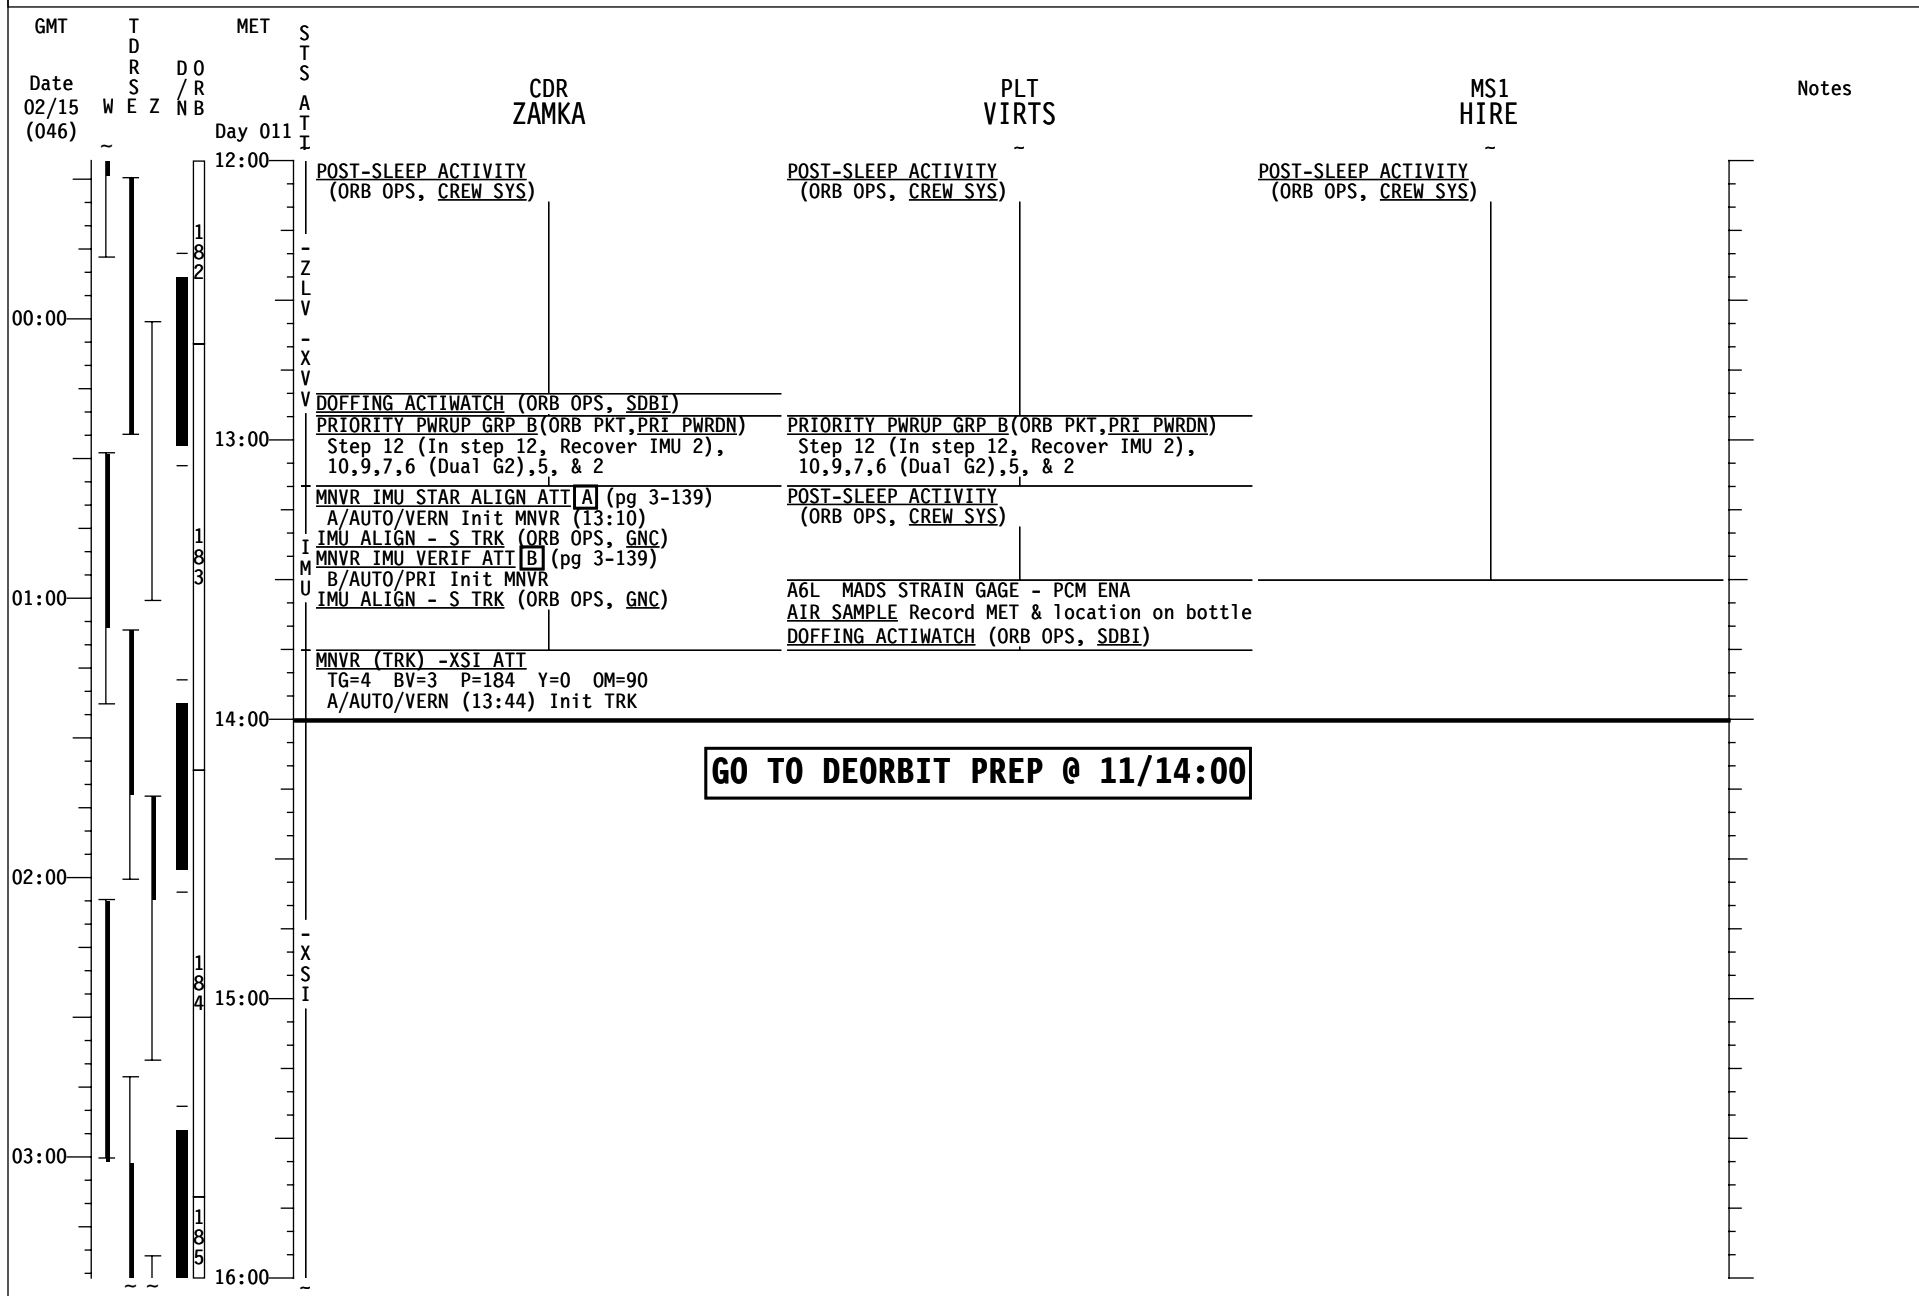 GMT
TDRS
MET
STS ATT
Date
02/15
(046)
W E Z
D/N
ORB
Day 011
CDR
ZAMKA
PLT
VIRTS
MS1
HIRE
Notes
~
~
~
~
12:00
13:00
14:00
15:00
16:00
00:00
01:00
02:00
03:00
182
183
184
185
-ZLV
-XVV
IMU
-XSI
POST-SLEEP ACTIVITY
(ORB OPS, CREW SYS)
DOFFING ACTIWATCH (ORB OPS, SDBI)
PRIORITY PWRUP GRP B(ORB PKT,PRI PWRDN)
Step 12 (In step 12, Recover IMU 2),
10,9,7,6 (Dual G2),5, & 2
MNVR IMU STAR ALIGN ATT A (pg 3-139)
A/AUTO/VERN Init MNVR (13:10)
IMU ALIGN - S TRK (ORB OPS, GNC)
MNVR IMU VERIF ATT B (pg 3-139)
B/AUTO/PRI Init MNVR
IMU ALIGN - S TRK (ORB OPS, GNC)
MNVR (TRK) -XSI ATT
TG=4 BV=3 P=184 Y=0 OM=90
A/AUTO/VERN (13:44) Init TRK
POST-SLEEP ACTIVITY
(ORB OPS, CREW SYS)
PRIORITY PWRUP GRP B(ORB PKT,PRI PWRDN)
Step 12 (In step 12, Recover IMU 2),
10,9,7,6 (Dual G2),5, & 2
POST-SLEEP ACTIVITY
(ORB OPS, CREW SYS)
A6L MADS STRAIN GAGE - PCM ENA
AIR SAMPLE Record MET & location on bottle
DOFFING ACTIWATCH (ORB OPS, SDBI)
POST-SLEEP ACTIVITY
(ORB OPS, CREW SYS)
GO TO DEORBIT PREP @ 11/14:00
~ ~
~